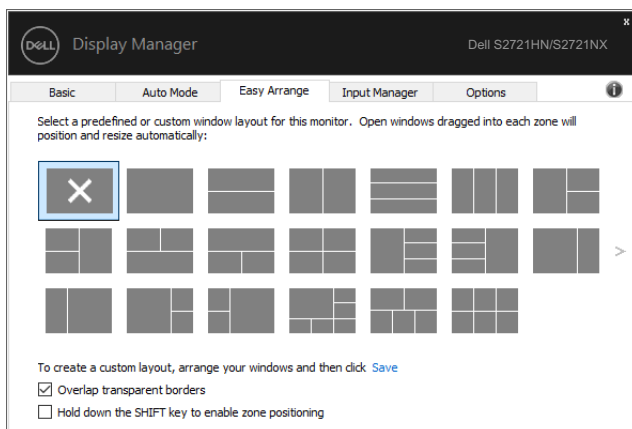 x
DELL Display Manager Dell S2721HN/S2721NX
Basic Auto Mode Easy Arrange Input Manager Options
Select a predefined or custom window layout for this monitor. Open windows dragged into each zone will
position and resize automatically:
To create a custom layout, arrange your windows and then click Save
Overlap transparent borders
Hold down the SHIFT key to enable zone positioning